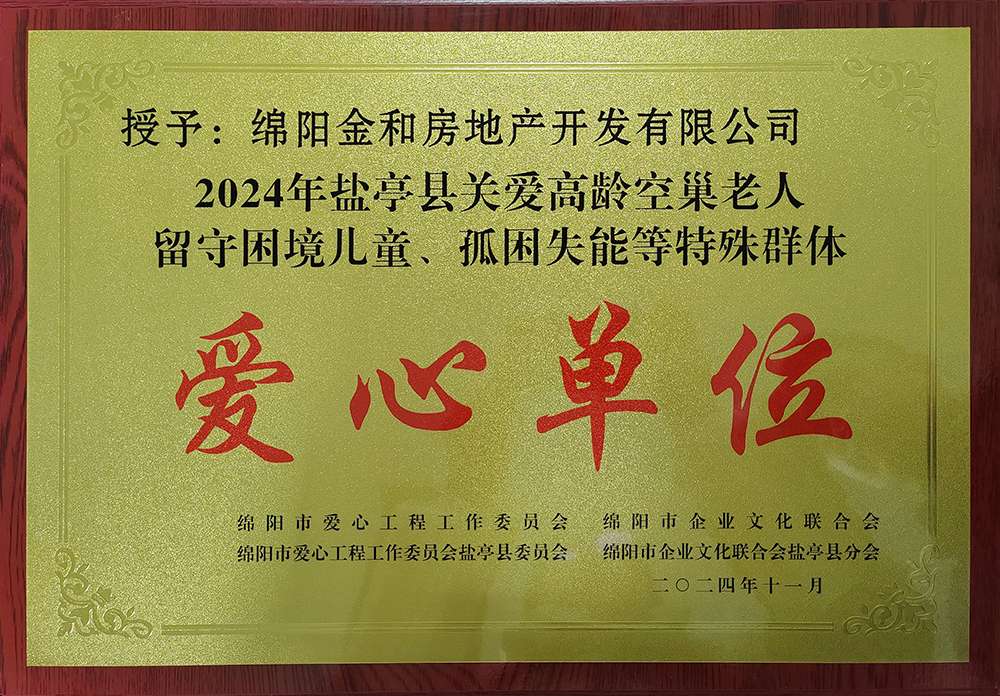 授予：绵阳金和房地产开发有限公司
2024年盐亭县关爱高龄空巢老人
留守困境儿童、孤困失能等特殊群体
爱心单位
绵阳市爱心工程工作委员会 绵阳市企业文化联合会
绵阳市爱心工程工作委员会盐亭县委员会 绵阳市企业文化联合会盐亭县分会
二〇二四年十一月